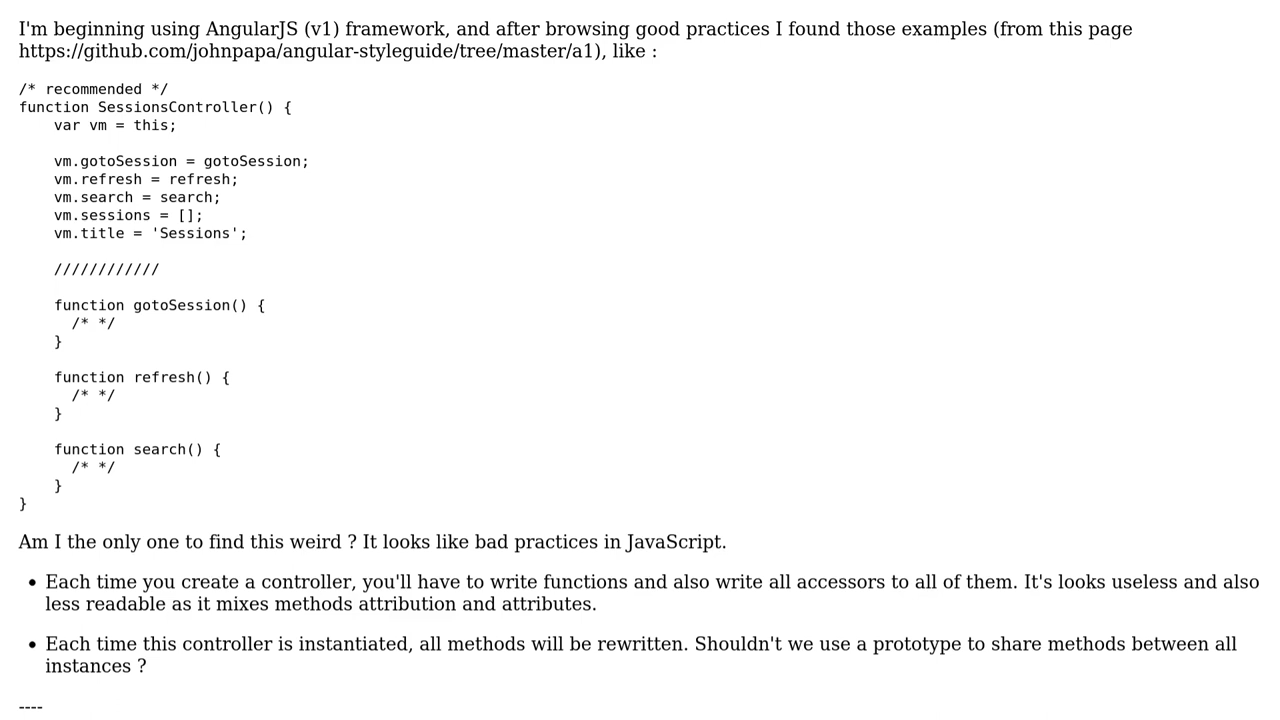 I'm beginning using AngularJS (v1) framework, and after browsing good practices I found those examples (from this page
https://github.com/johnpapa/angular-styleguide/tree/master/a1), like :
/* recommended */
function SessionsController() {
    var vm = this;

    vm.gotoSession = gotoSession;
    vm.refresh = refresh;
    vm.search = search;
    vm.sessions = [];
    vm.title = 'Sessions';

    ////////////

    function gotoSession() {
      /* */
    }

    function refresh() {
      /* */
    }

    function search() {
      /* */
    }
}
Am I the only one to find this weird ? It looks like bad practices in JavaScript.
• Each time you create a controller, you'll have to write functions and also write all accessors to all of them. It's looks useless and also
less readable as it mixes methods attribution and attributes.
• Each time this controller is instantiated, all methods will be rewritten. Shouldn't we use a prototype to share methods between all
instances ?
----